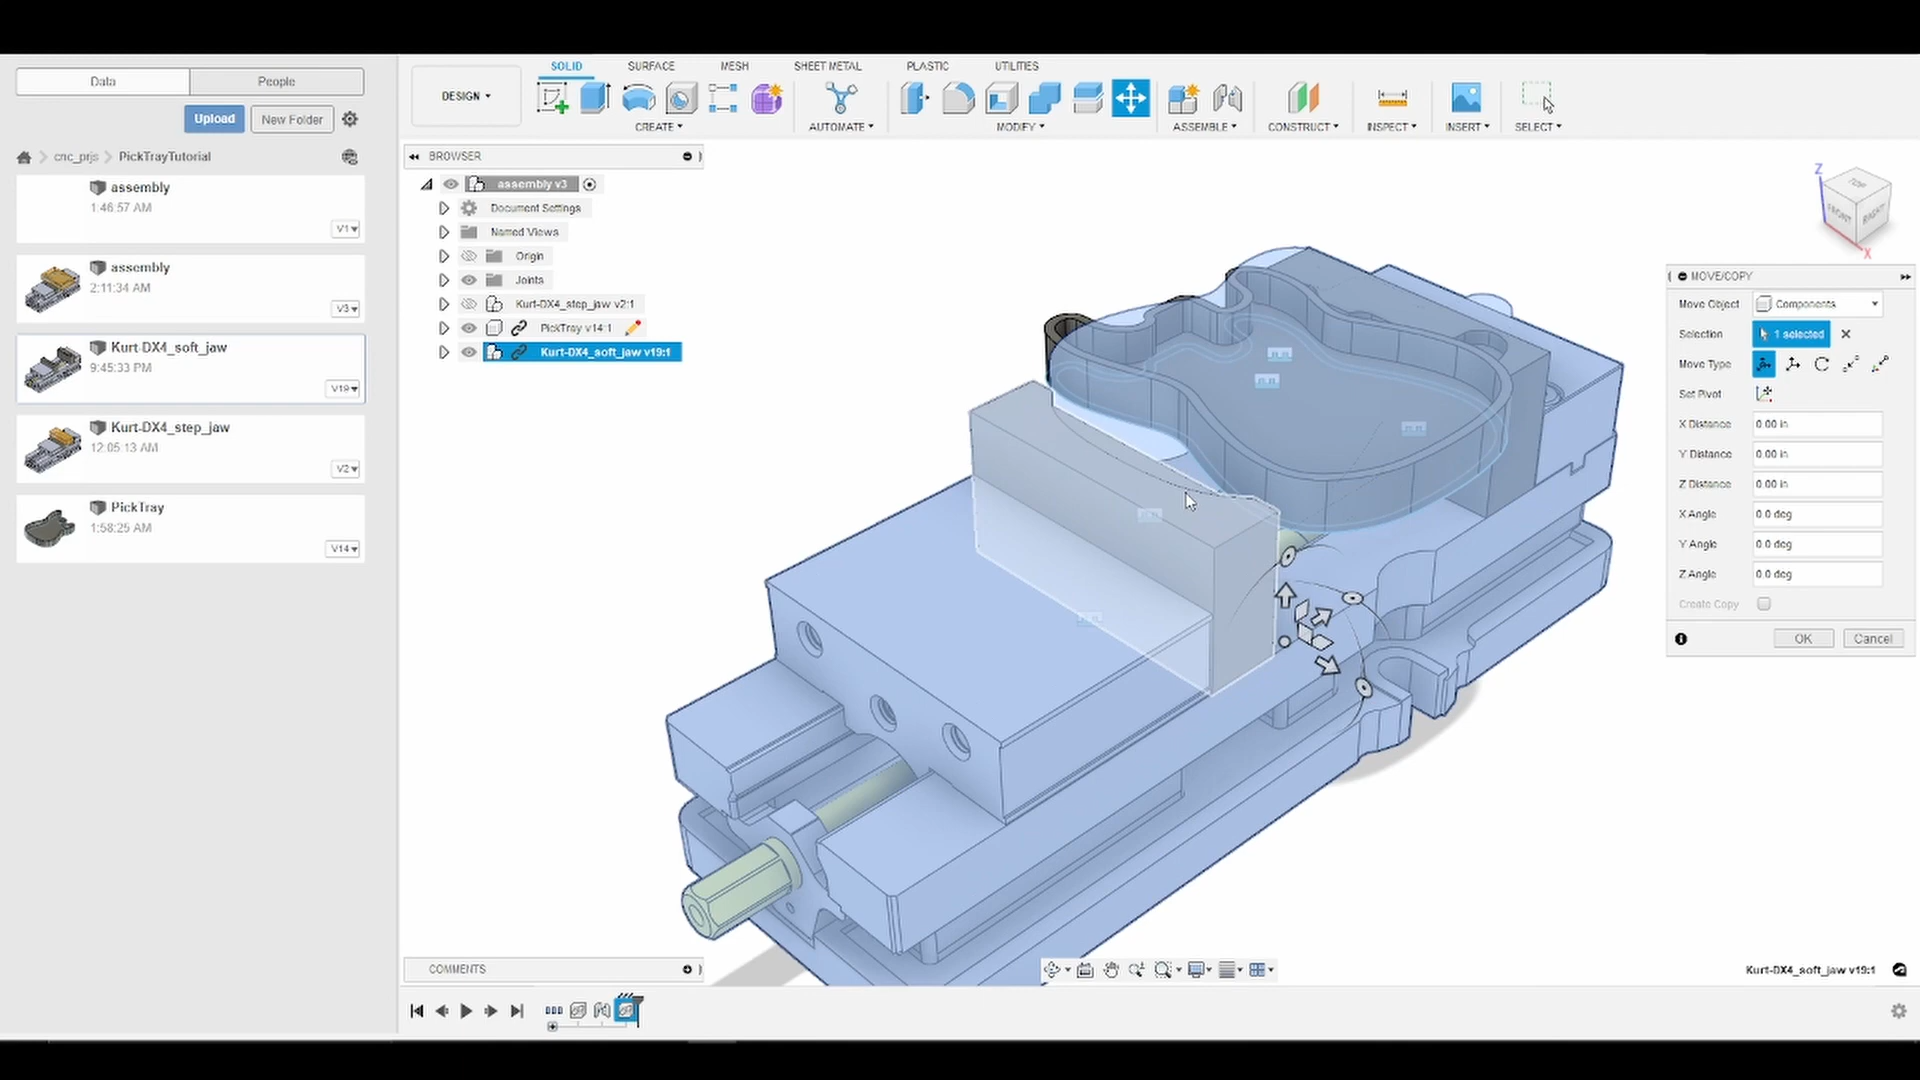 Data
People
Upload
New Folder
cnc_prjs
PickTrayTutorial
assembly
1:46:57 AM
V1
assembly
2:11:34 AM
V3
Kurt-DX4_soft_jaw
9:45:33 PM
V19
Kurt-DX4_step_jaw
12:05:13 AM
V2
PickTray
1:58:25 AM
V14
DESIGN
SOLID
SURFACE
MESH
SHEET METAL
PLASTIC
UTILITIES
CREATE
AUTOMATE
MODIFY
ASSEMBLE
CONSTRUCT
INSPECT
INSERT
SELECT
BROWSER
assembly v3
Document Settings
Named Views
Origin
Joints
Kurt-DX4_step_jaw v2:1
PickTray v14:1
Kurt-DX4_soft_jaw v19:1
Z
TOP
FRONT
RIGHT
X
MOVE/COPY
Move Object
Components
Selection
1 selected
Move Type
Set Pivot
X Distance 0.00 in
Y Distance 0.00 in
Z Distance 0.00 in
X Angle 0.0 deg
Y Angle 0.0 deg
Z Angle 0.0 deg
Create Copy
OK
Cancel
COMMENTS
Kurt-DX4_soft_jaw v19:1